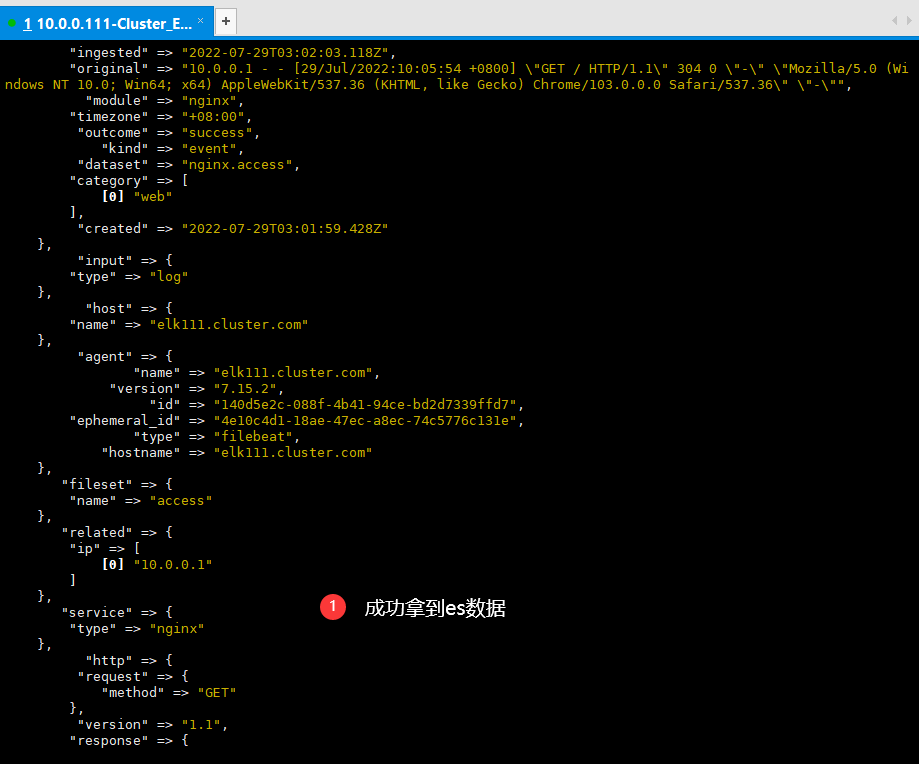 1 10.0.0.111-Cluster_E... × +
"ingested" => "2022-07-29T03:02:03.118Z",
"original" => "10.0.0.1 - - [29/Jul/2022:10:05:54 +0800] \"GET / HTTP/1.1\" 304 0 \"-\" \"Mozilla/5.0 (Wi
ndows NT 10.0; Win64; x64) AppleWebKit/537.36 (KHTML, like Gecko) Chrome/103.0.0.0 Safari/537.36\" \"-\"",
"module" => "nginx",
"timezone" => "+08:00",
"outcome" => "success",
"kind" => "event",
"dataset" => "nginx.access",
"category" => [
[0] "web"
],
"created" => "2022-07-29T03:01:59.428Z"
},
"input" => {
"type" => "log"
},
"host" => {
"name" => "elk111.cluster.com"
},
"agent" => {
"name" => "elk111.cluster.com",
"version" => "7.15.2",
"id" => "140d5e2c-088f-4b41-94ce-bd2d7339ffd7",
"ephemeral_id" => "4e10c4d1-18ae-47ec-a8ec-74c5776c131e",
"type" => "filebeat",
"hostname" => "elk111.cluster.com"
},
"fileset" => {
"name" => "access"
},
"related" => {
"ip" => [
[0] "10.0.0.1"
]
},
1 成功拿到es数据
"service" => {
"type" => "nginx"
},
"http" => {
"request" => {
"method" => "GET"
},
"version" => "1.1",
"response" => {